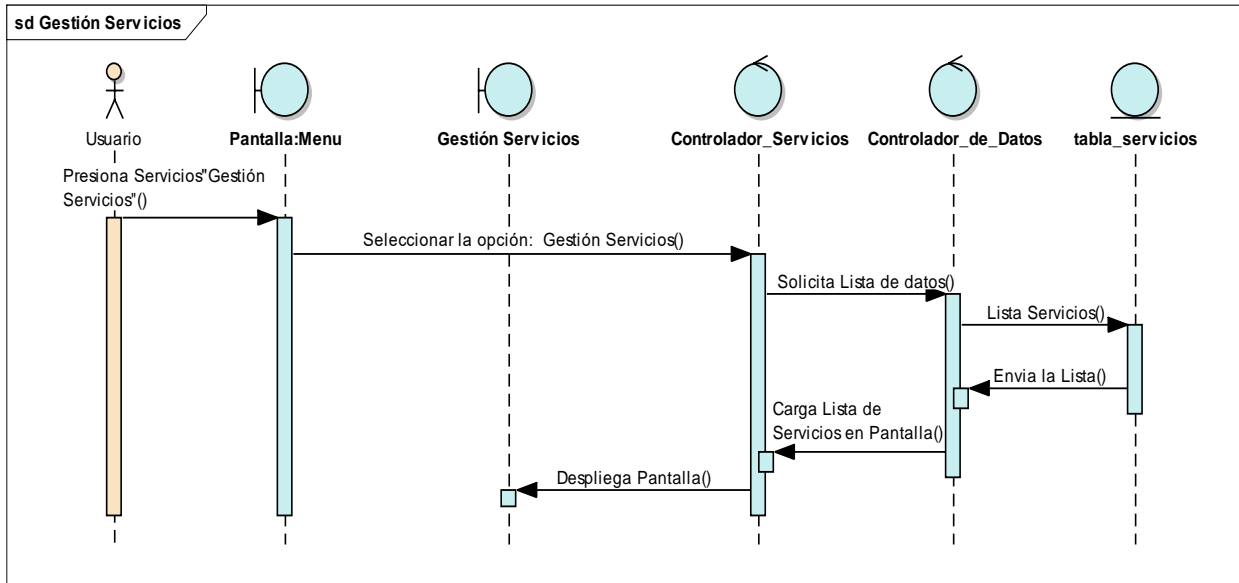 sd Gestión Servicios
Usuario
Pantalla:Menu
Gestión Servicios
Controlador_Servicios
Controlador_de_Datos
tabla_servicios
Presiona Servicios"Gestión
Servicios"()
Seleccionar la opción: Gestión Servicios()
Solicita Lista de datos()
Lista Servicios()
Envia la Lista()
Carga Lista de
Servicios en Pantalla()
Despliega Pantalla()